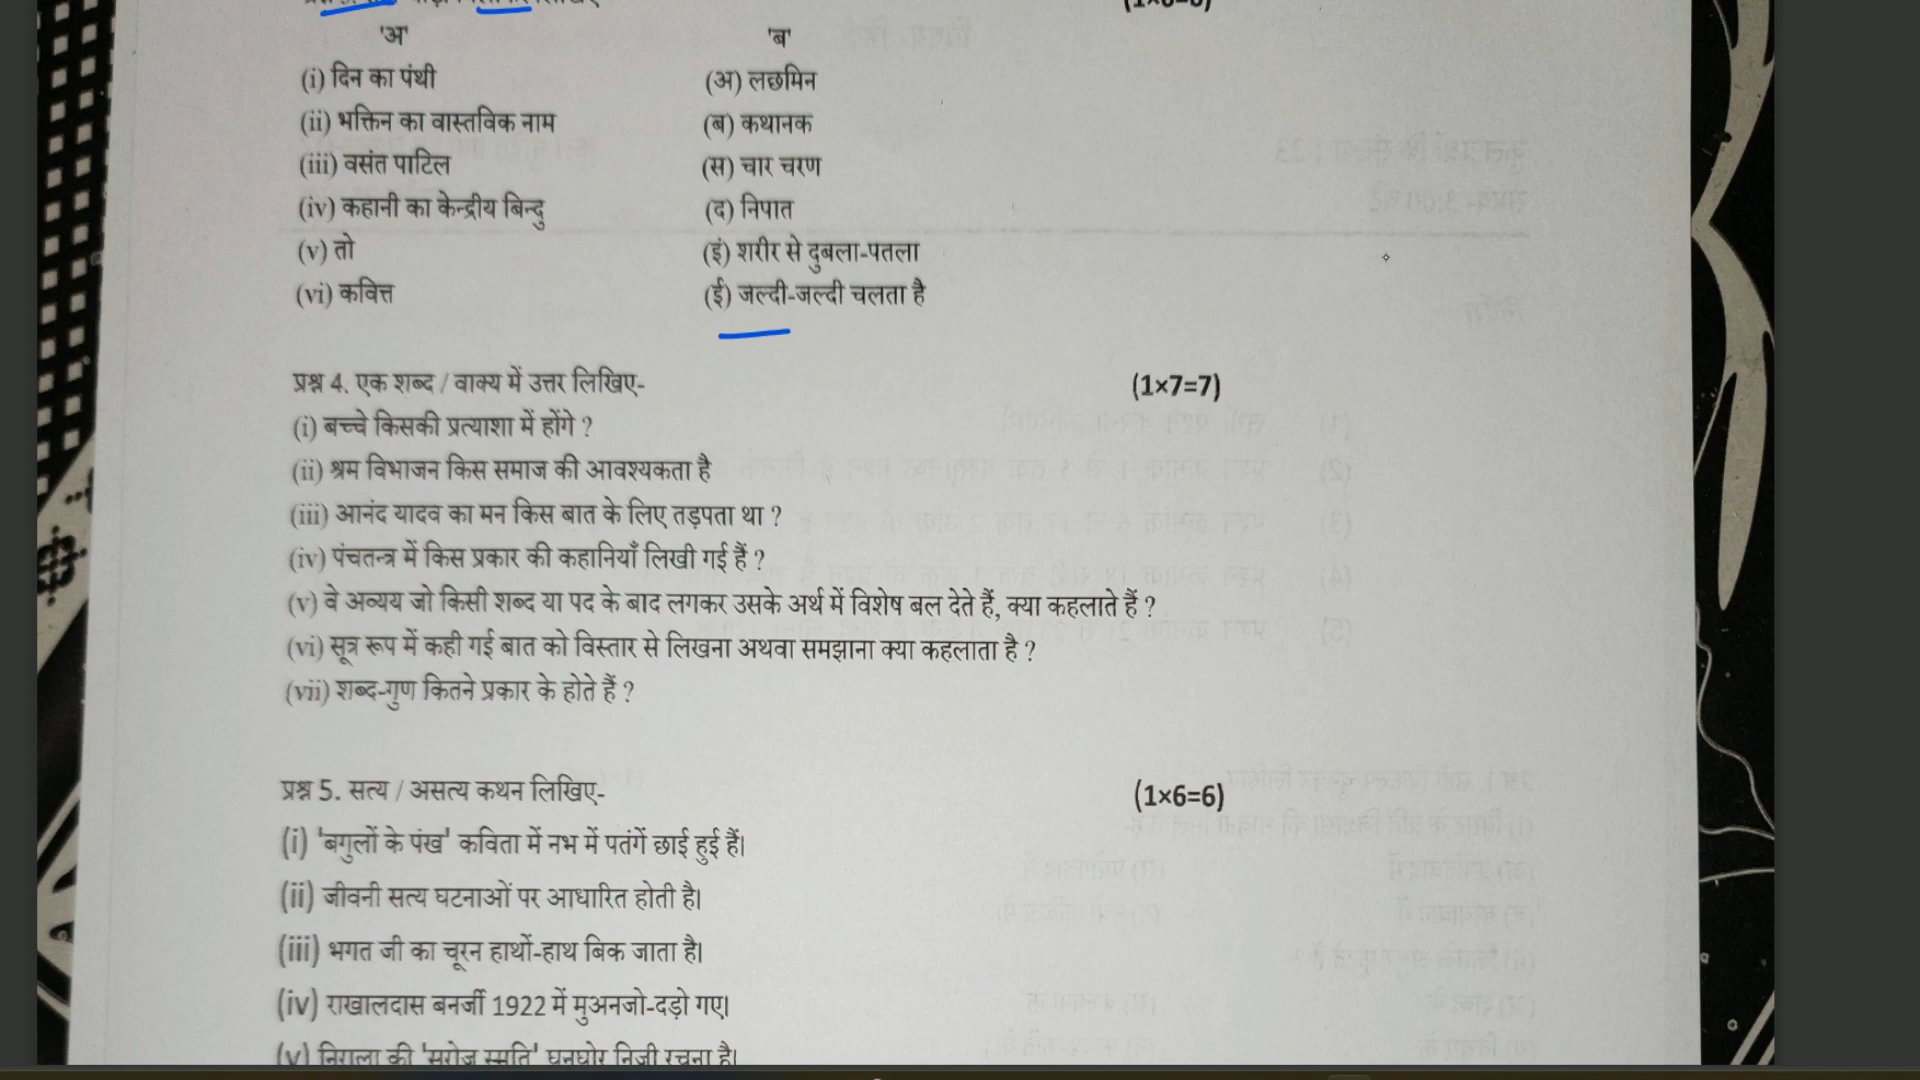 'अ' 'ब'
(i) दिन का पंथी (अ) लछमिन
(ii) भक्तिन का वास्तविक नाम (ब) कथानक
(iii) वसंत पाटिल (स) चार चरण
(iv) कहानी का केन्द्रीय बिन्दु (द) निपात
(v) तो (इं) शरीर से दुबला-पतला
(vi) कवित्त (ई) जल्दी-जल्दी चलता है
प्रश्न 4. एक शब्द / वाक्य में उत्तर लिखिए- (1×7=7)
(i) बच्चे किसकी प्रत्याशा में होंगे ?
(ii) श्रम विभाजन किस समाज की आवश्यकता है
(iii) आनंद यादव का मन किस बात के लिए तड़पता था ?
(iv) पंचतन्त्र में किस प्रकार की कहानियाँ लिखी गई हैं ?
(v) वे अव्यय जो किसी शब्द या पद के बाद लगकर उसके अर्थ में विशेष बल देते हैं, क्या कहलाते हैं ?
(vi) सूत्र रूप में कही गई बात को विस्तार से लिखना अथवा समझाना क्या कहलाता है ?
(vii) शब्द-गुण कितने प्रकार के होते हैं ?
प्रश्न 5. सत्य / असत्य कथन लिखिए- (1×6=6)
(i) 'बगुलों के पंख' कविता में नभ में पतंगें छाई हुई हैं।
(ii) जीवनी सत्य घटनाओं पर आधारित होती है।
(iii) भगत जी का चूरन हाथों-हाथ बिक जाता है।
(iv) राखालदास बनर्जी 1922 में मुअनजो-दड़ो गए।
(v) निराला की 'सरोज स्मृति' घनघोर निजी रचना है।